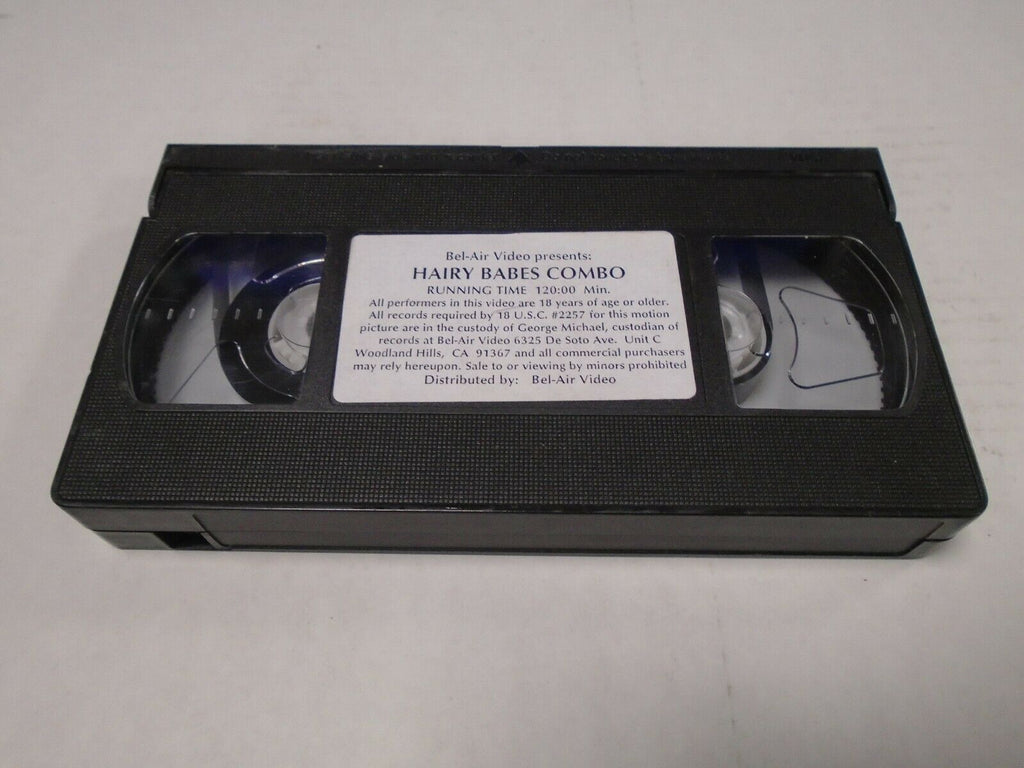 Bel-Air Video presents:
HAIRY BABES COMBO
RUNNING TIME 120:00 Min.
All performers in this video are 18 years of age or older.
All records required by 18 U.S.C. #2257 for this motion
picture are in the custody of George Michael, custodian of
records at Bel-Air Video 6325 De Soto Ave. Unit C
Woodland Hills, CA 91367 and all commercial purchasers
may rely hereupon. Sale to or viewing by minors prohibited
Distributed by: Bel-Air Video